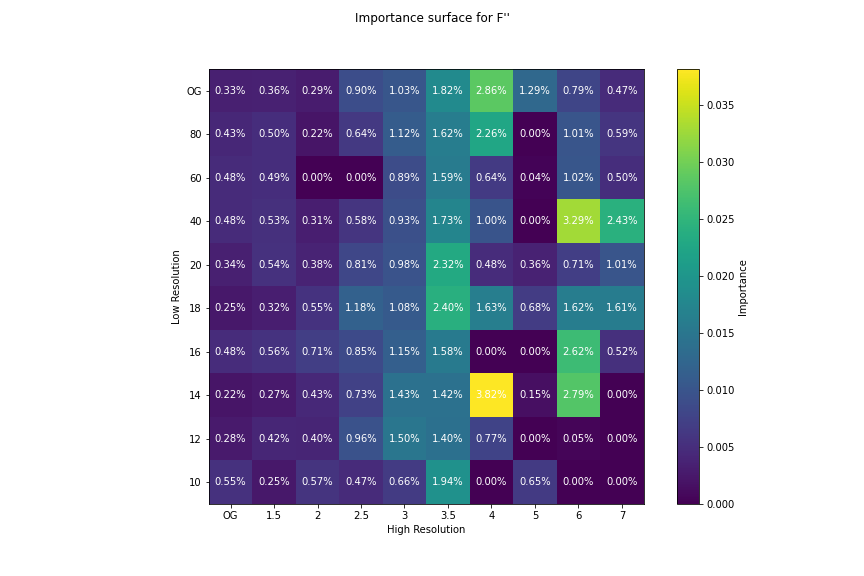 Importance surface for F''
OG 0.33% 0.36% 0.29% 0.90% 1.03% 1.82% 2.86% 1.29% 0.79% 0.47%
80 0.43% 0.50% 0.22% 0.64% 1.12% 1.62% 2.26% 0.00% 1.01% 0.59%
60 0.48% 0.49% 0.00% 0.00% 0.89% 1.59% 0.64% 0.04% 1.02% 0.50%
40 0.48% 0.53% 0.31% 0.58% 0.93% 1.73% 1.00% 0.00% 3.29% 2.43%
20 0.34% 0.54% 0.38% 0.81% 0.98% 2.32% 0.48% 0.36% 0.71% 1.01%
18 0.25% 0.32% 0.55% 1.18% 1.08% 2.40% 1.63% 0.68% 1.62% 1.61%
16 0.48% 0.56% 0.71% 0.85% 1.15% 1.58% 0.00% 0.00% 2.62% 0.52%
14 0.22% 0.27% 0.43% 0.73% 1.43% 1.42% 3.82% 0.15% 2.79% 0.00%
12 0.28% 0.42% 0.40% 0.96% 1.50% 1.40% 0.77% 0.00% 0.05% 0.00%
10 0.55% 0.25% 0.57% 0.47% 0.66% 1.94% 0.00% 0.65% 0.00% 0.00%
OG 1.5 2 2.5 3 3.5 4 5 6 7
High Resolution
Low Resolution
0.035
0.030
0.025
0.020
0.015
0.010
0.005
0.000
Importance